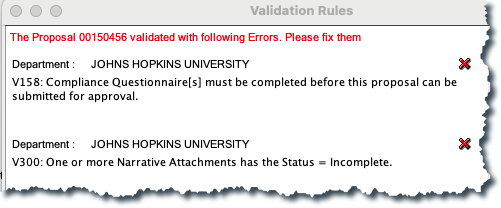 Validation Rules
The Proposal 00150456 validated with following Errors. Please fix them
Department : JOHNS HOPKINS UNIVERSITY
V158: Compliance Questionnaire[s] must be completed before this proposal can be
submitted for approval.
Department : JOHNS HOPKINS UNIVERSITY
V300: One or more Narrative Attachments has the Status = Incomplete.